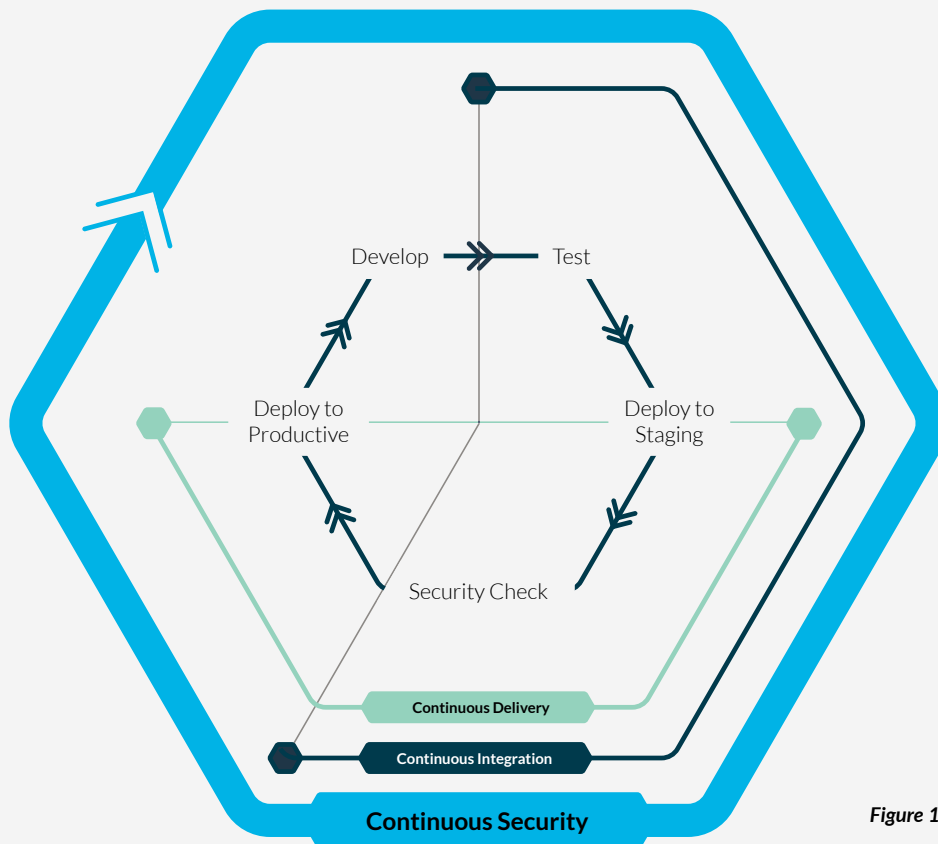 Develop
Test
Deploy to
Productive
Deploy to
Staging
Security Check
Continuous Delivery
Continuous Integration
Continuous Security
Figure 1